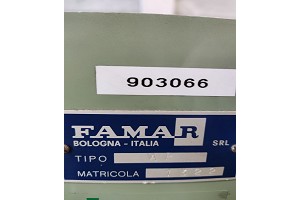 903066
FAMAR
BOLOGNA - ITALIA SRL
TIPO
MATRICOLA